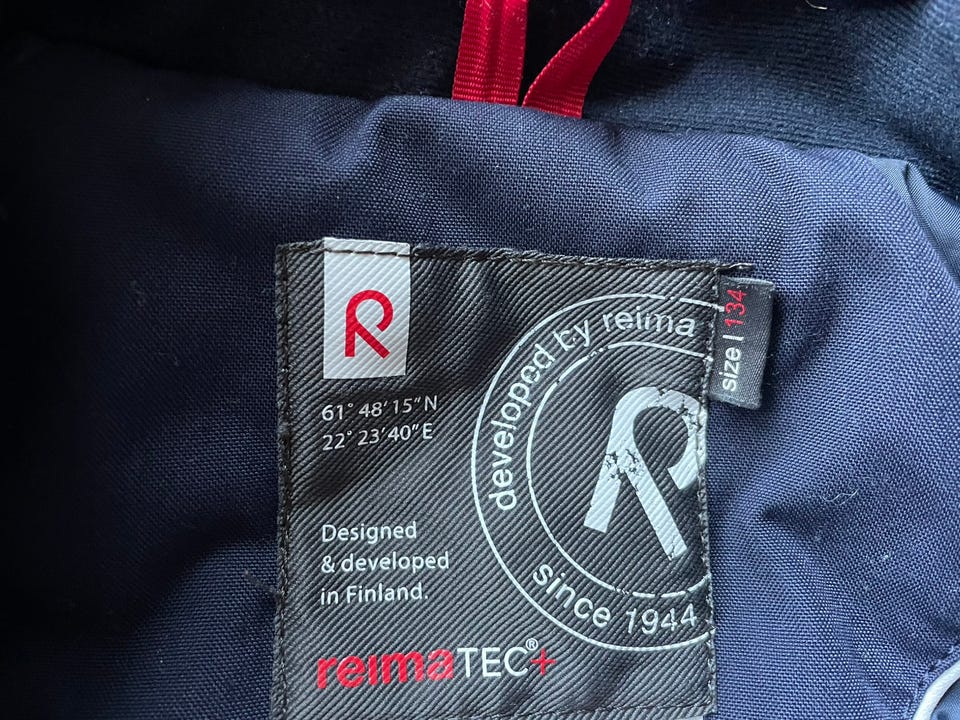 R
61° 48'15"N
22° 23'40"E
Designed
& developed
in Finland.
reimaTEC®+
developed by reima
R
since 1944
size | 134